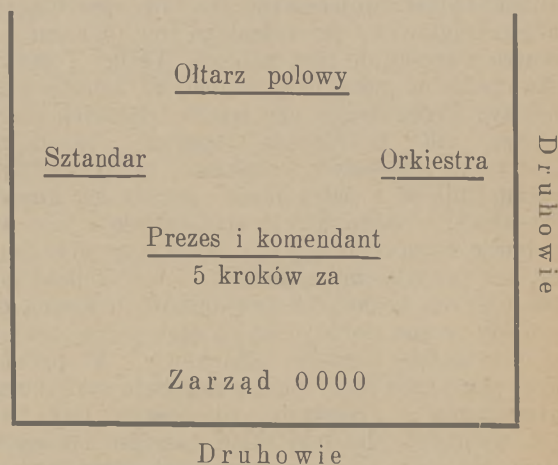 Ołtarz polowy
Sztandar
Orkiestra
Druhowie
Prezes i komendant
5 kroków za
Zarząd 0000
Druhowie